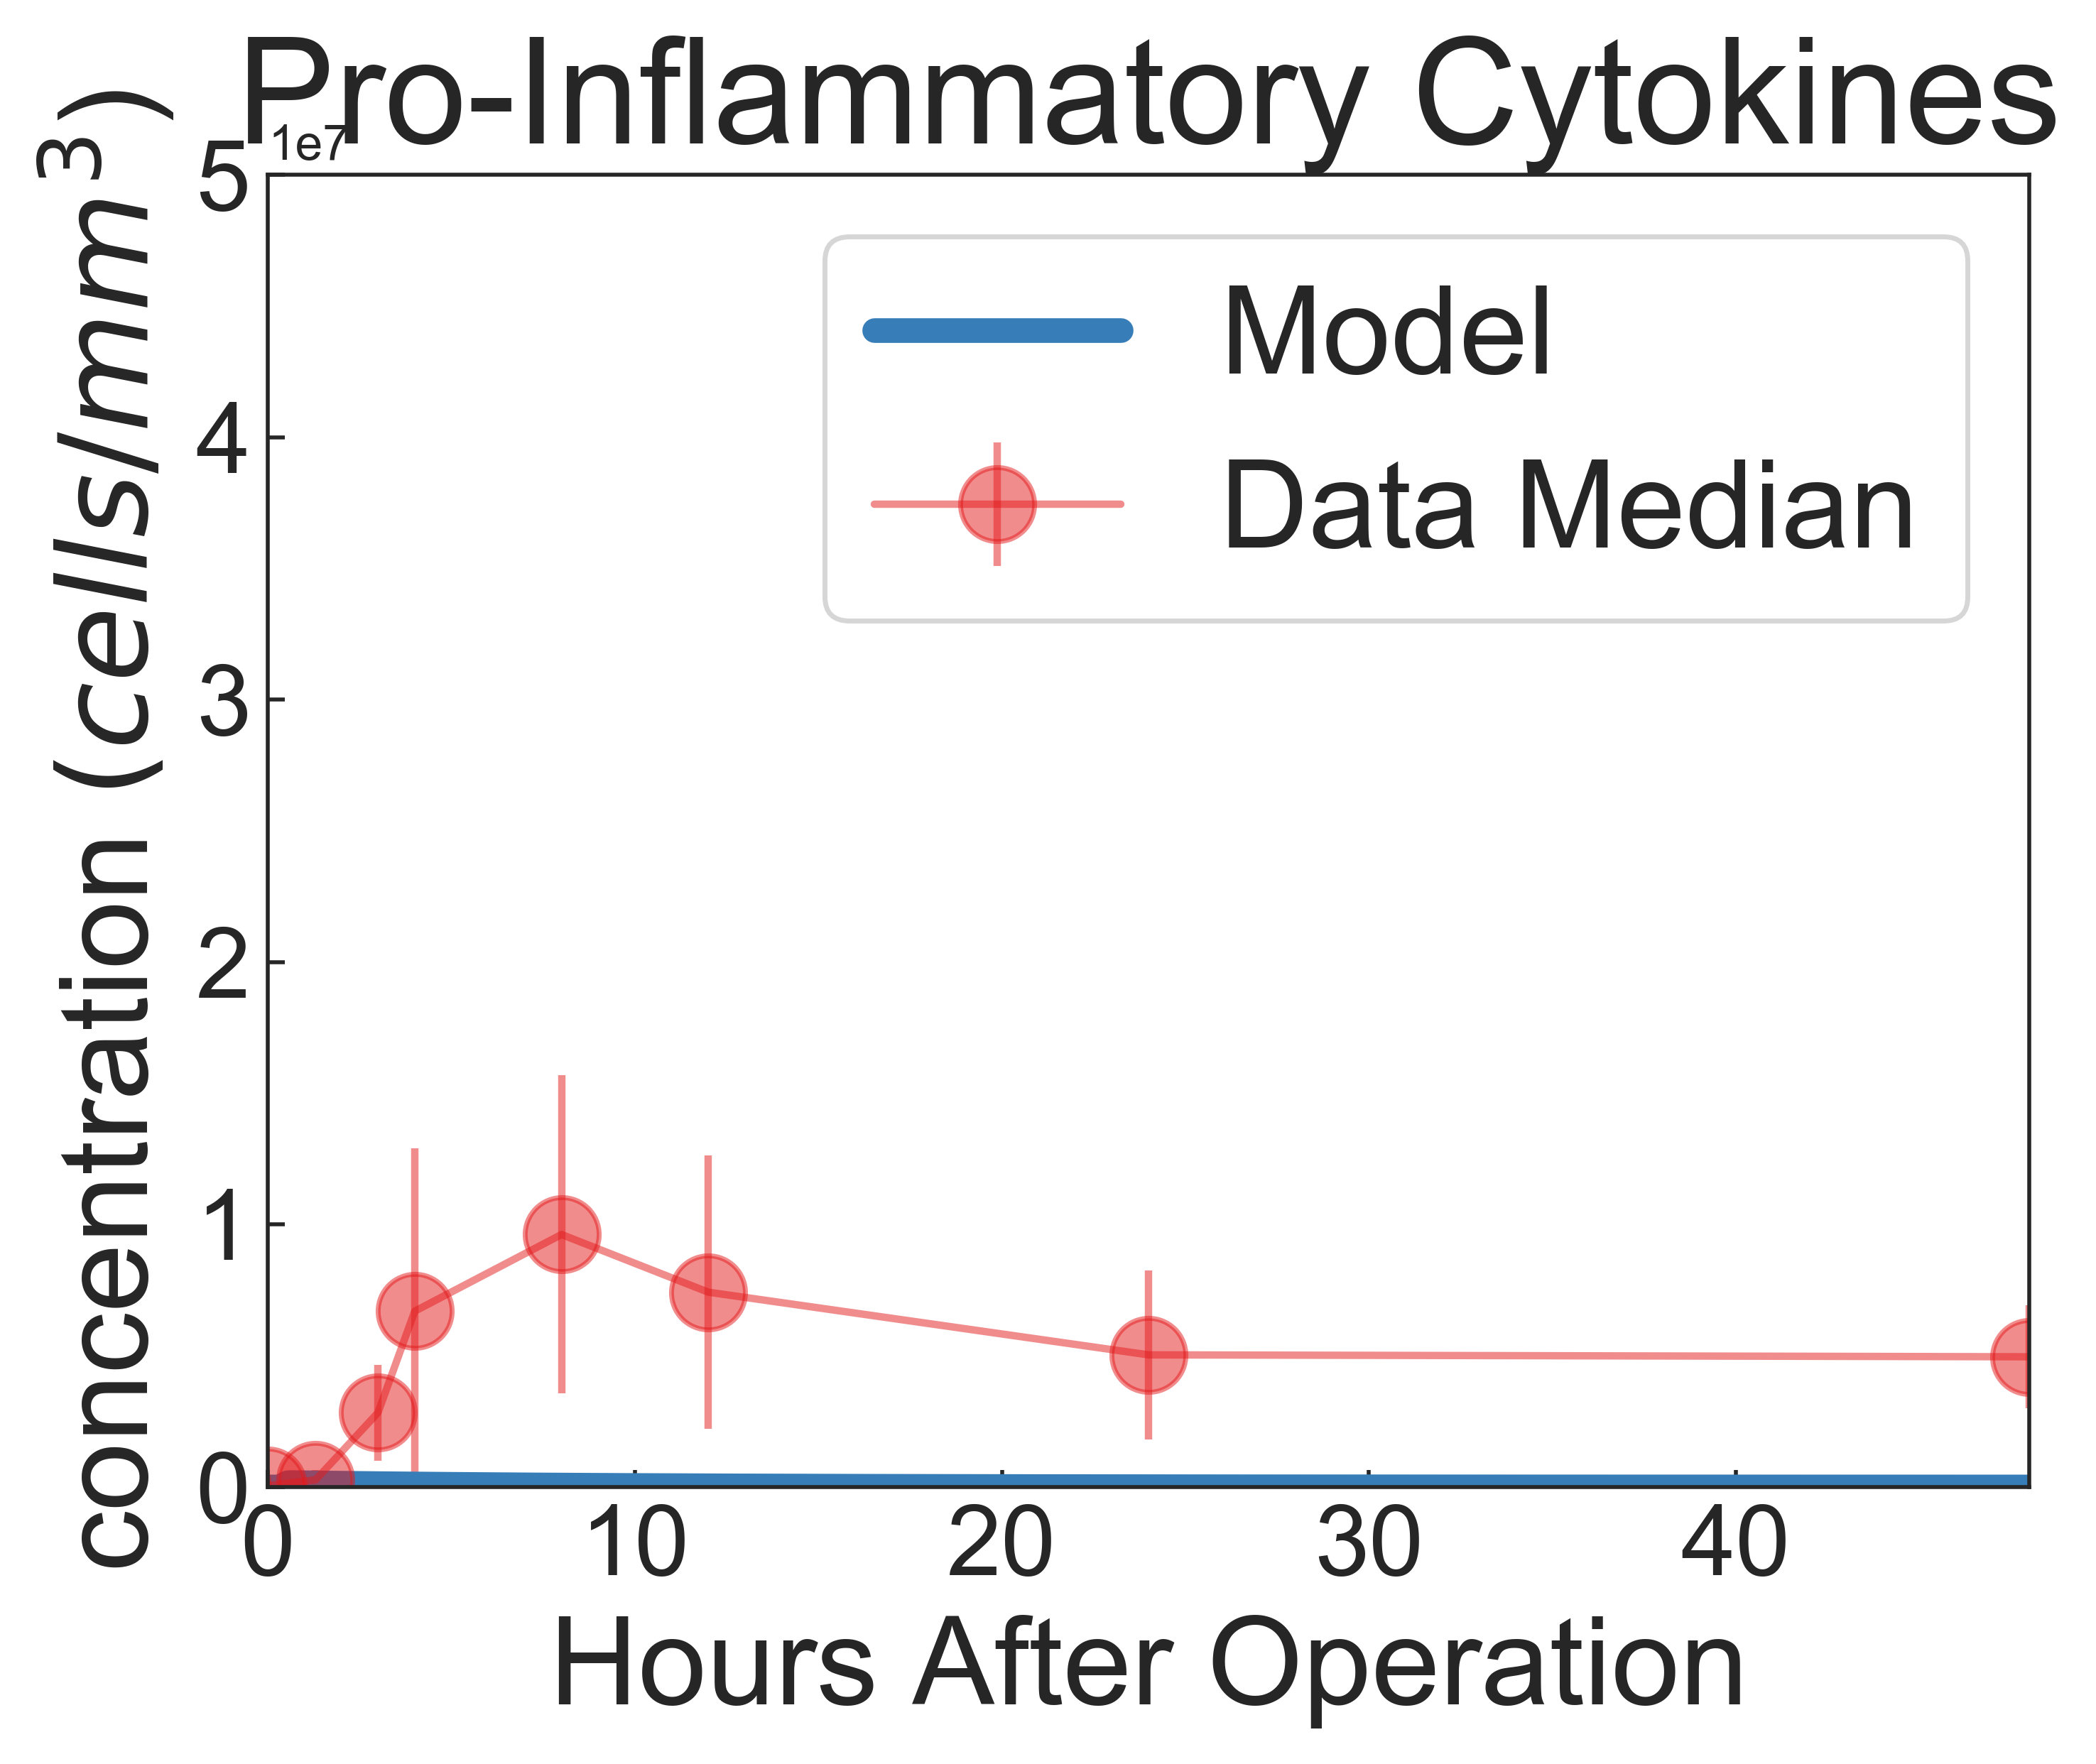 Pro-Inflammatory Cytokines
1e7
concentration (cells/mm³)
5
4
3
2
1
0
Model
Data Median
0 10 20 30 40
Hours After Operation